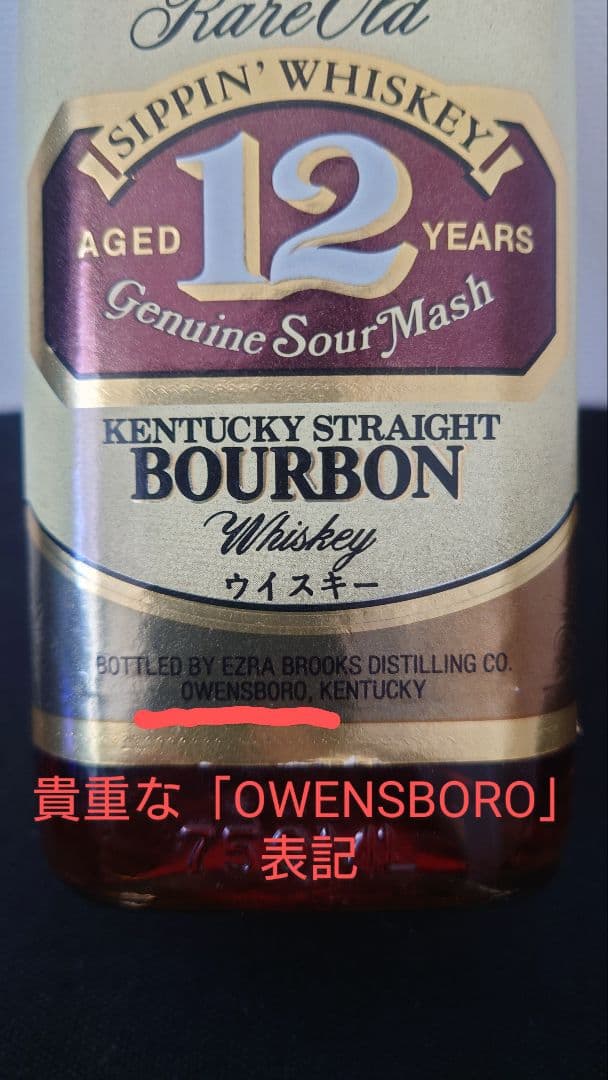 Rare Old
SIPPIN' WHISKEY
AGED 12 YEARS
Genuine Sour Mash
KENTUCKY STRAIGHT
BOURBON
Whiskey
ウイスキー
BOTTLED BY EZRA BROOKS DISTILLING CO.
OWENSBORO, KENTUCKY
貴重な「OWENSBORO」
表記